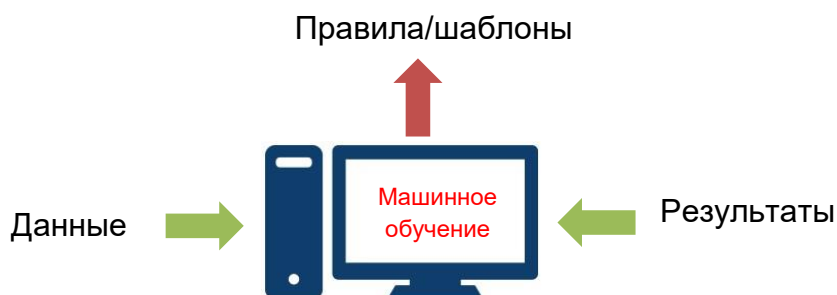 Правила/шаблоны
Данные
Машинное
обучение
Результаты